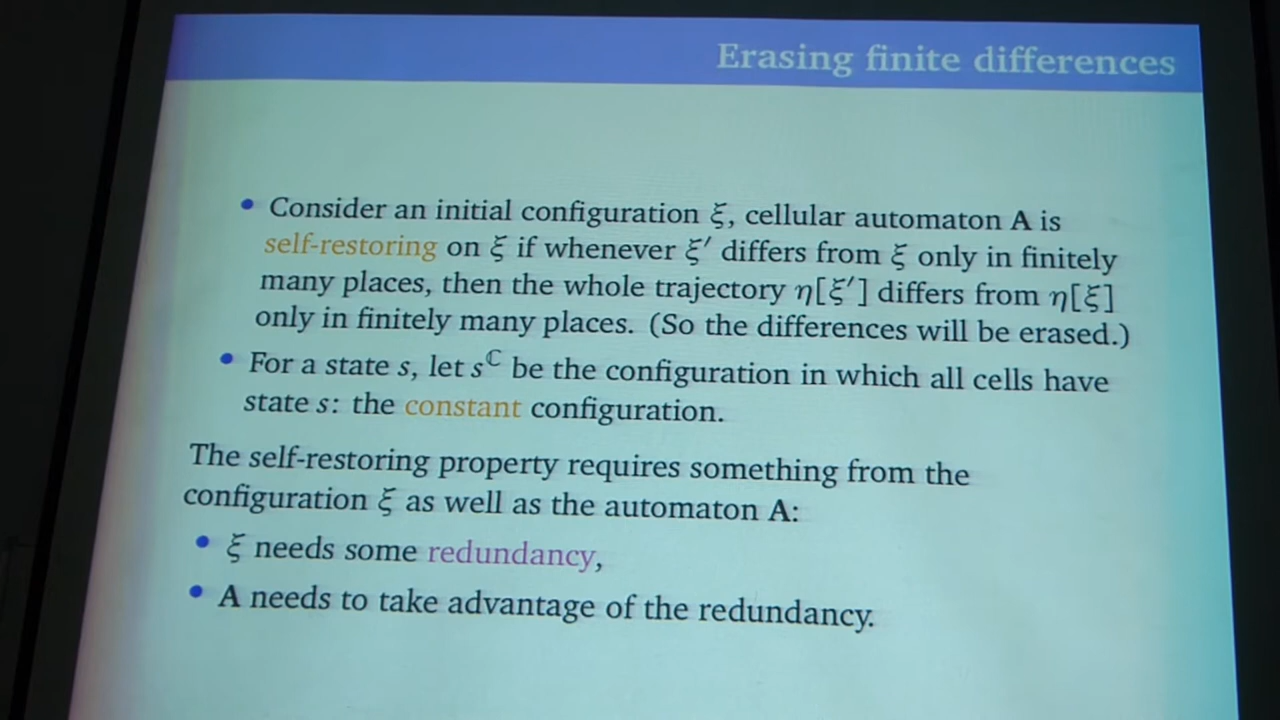 Erasing finite differences
• Consider an initial configuration ξ, cellular automaton A is
self-restoring on ξ if whenever ξ′ differs from ξ only in finitely
many places, then the whole trajectory η[ξ′] differs from η[ξ]
only in finitely many places. (So the differences will be erased.)
• For a state s, let s^ℂ be the configuration in which all cells have
state s: the constant configuration.
The self-restoring property requires something from the
configuration ξ as well as the automaton A:
• ξ needs some redundancy,
• A needs to take advantage of the redundancy.